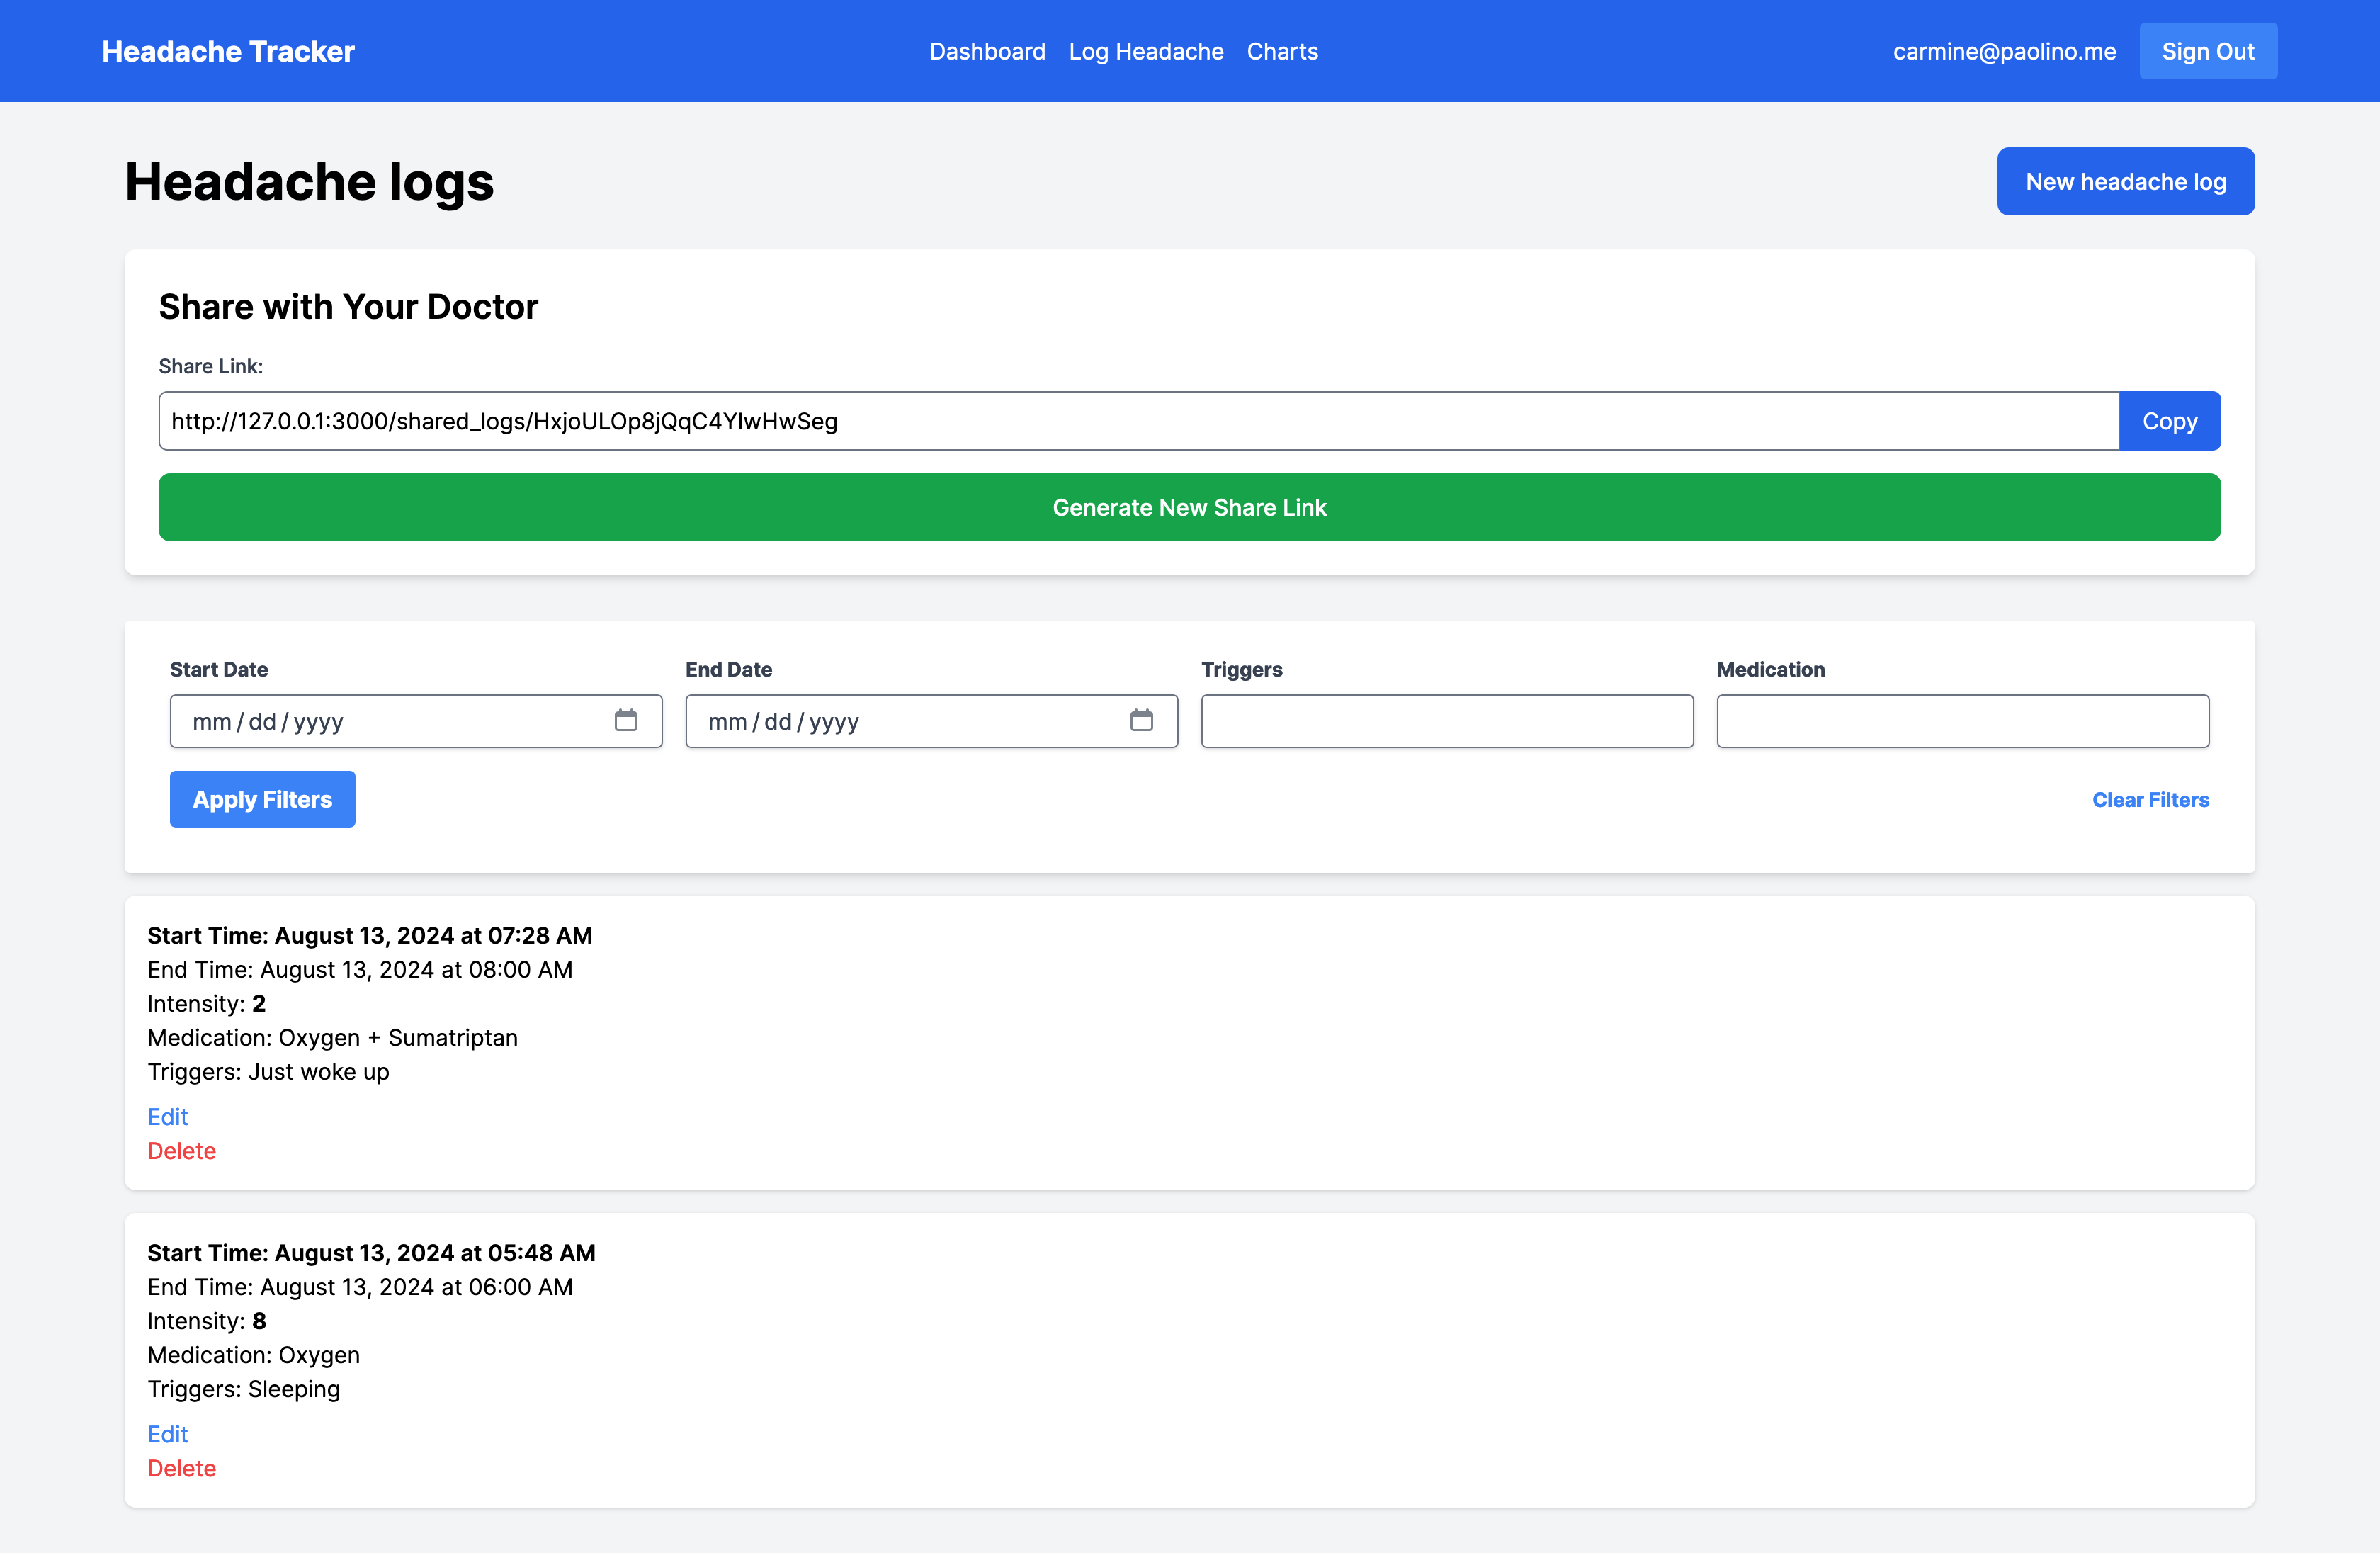 Headache Tracker
Dashboard Log Headache Charts
carmine@paolino.me Sign Out
Headache logs
New headache log
Share with Your Doctor
Share Link:
http://127.0.0.1:3000/shared_logs/HxjoULOp8jQqC4YlwHwSeg
Copy
Generate New Share Link
Start Date End Date Triggers Medication
mm/dd/yyyy mm/dd/yyyy
Apply Filters Clear Filters
Start Time: August 13, 2024 at 07:28 AM
End Time: August 13, 2024 at 08:00 AM
Intensity: 2
Medication: Oxygen + Sumatriptan
Triggers: Just woke up
Edit
Delete
Start Time: August 13, 2024 at 05:48 AM
End Time: August 13, 2024 at 06:00 AM
Intensity: 8
Medication: Oxygen
Triggers: Sleeping
Edit
Delete